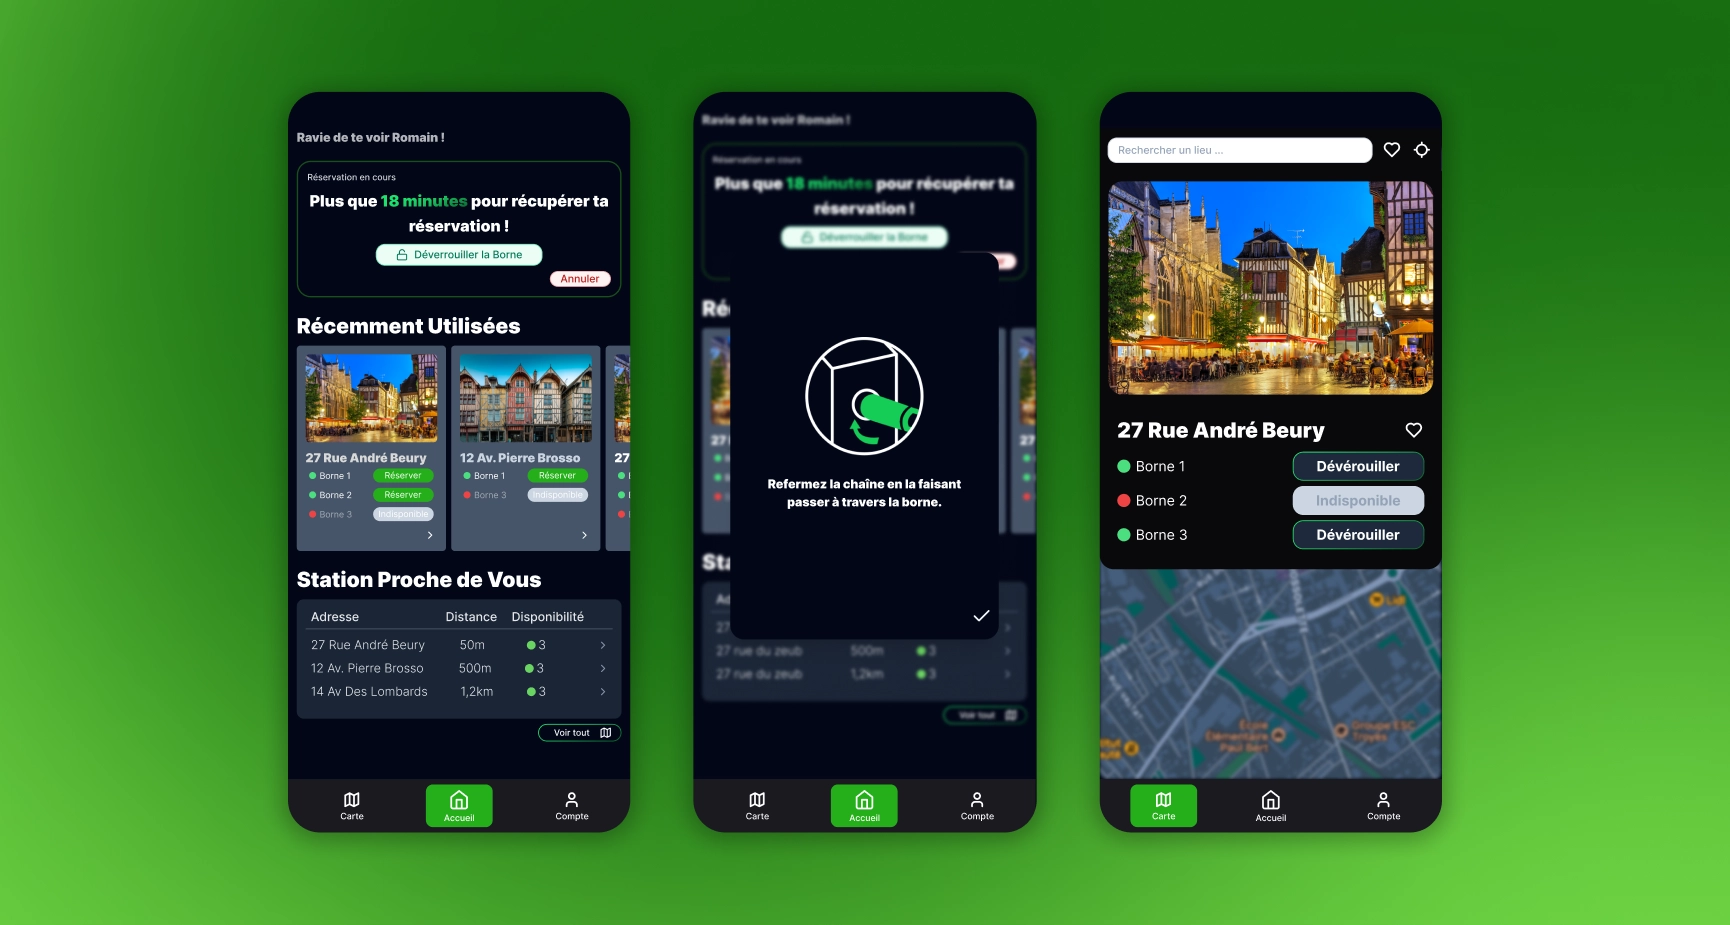 Ravie de te voir Romain !
Réservation en cours
Plus que 18 minutes pour récupérer ta
réservation !
Déverrouiller la Borne
Annuler
Récemment Utilisées
27 Rue André Beury
Borne 1 Réserver
Borne 2 Réserver
Borne 3 Indisponible
12 Av. Pierre Brosso
Borne 1 Réserver
Borne 3 Indisponible
27
Station Proche de Vous
Adresse Distance Disponibilité
27 Rue André Beury 50m 3
12 Av. Pierre Brosso 500m 3
14 Av Des Lombards 1,2km 3
Voir tout
Carte Accueil Compte
Ravie de te voir Romain !
Réservation en cours
Plus que 18 minutes pour récupérer ta
réservation !
Déverrouiller la Borne
Ré
27
Refermez la chaîne en la faisant
passer à travers la borne.
Sta
Ad
27
27 rue du zeub 500m 3
27 rue du zeub 1,2km 3
Voir tout
Carte Accueil Compte
Rechercher un lieu ...
27 Rue André Beury
Borne 1 Dévérouiller
Borne 2 Indisponible
Borne 3 Dévérouiller
Lidl
École
Élémentaire
Paul Bert
Groupe ESC
Troyes
Carte Accueil Compte